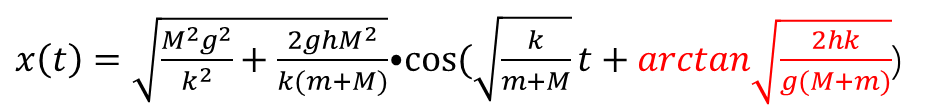 x(t) = √(M²g²/k² + 2ghM²/k(m+M))•cos(√(k/m+M) t + arctan√(2hk/g(M+m)))